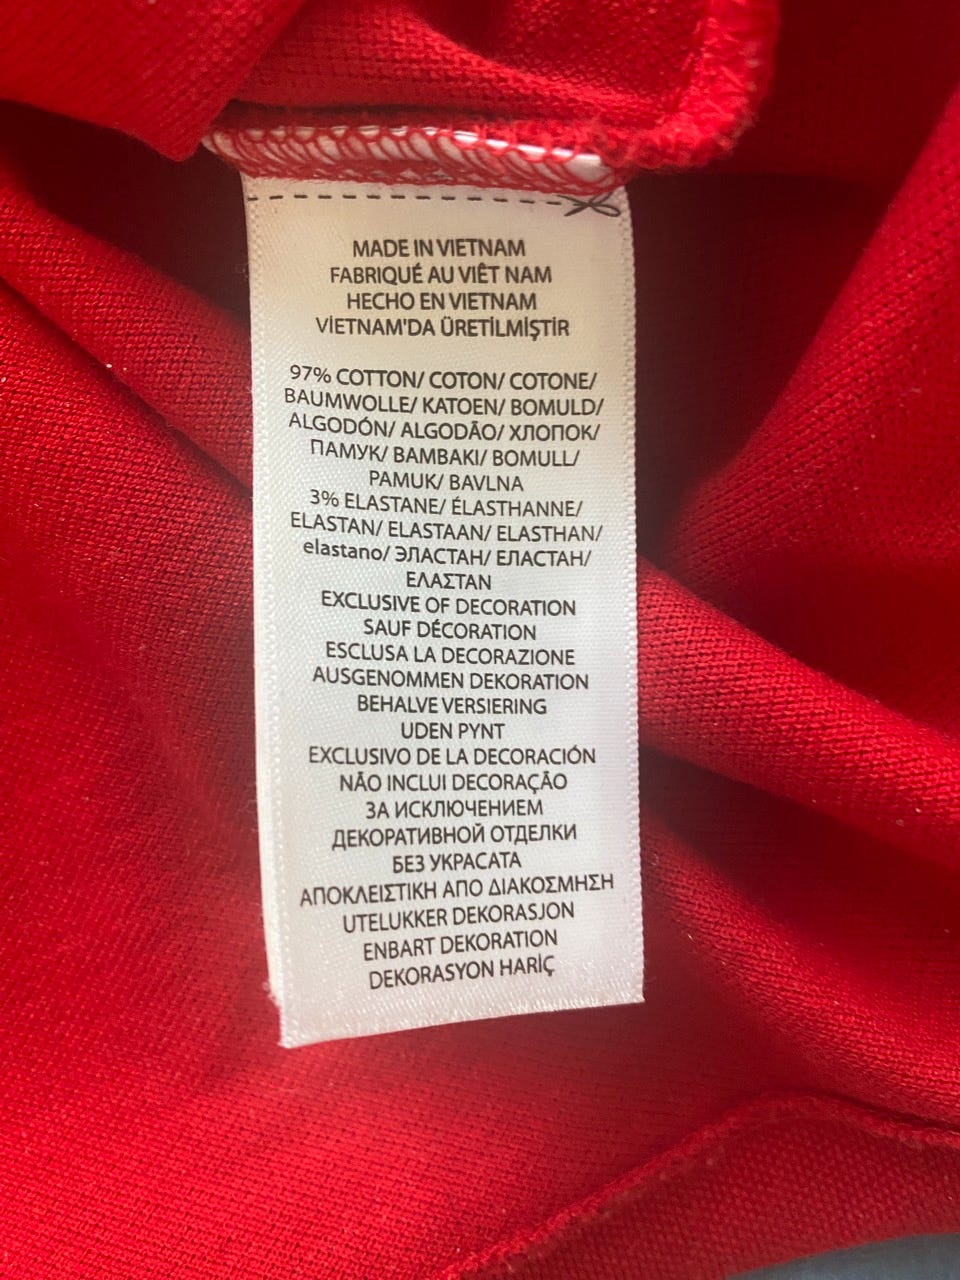 MADE IN VIETNAM
FABRIQUÉ AU VIÊT NAM
HECHO EN VIETNAM
VİETNAM'DA ÜRETİLMİŞTİR
97% COTTON/ COTON/ COTONE/
BAUMWOLLE/ KATOEN/ BOMULD/
ALGODÓN/ ALGODÃO/ ХЛОПОК/
ПАМУК/ BAMBAKI/ BOMULL/
PAMUK/ BAVLNA
3% ELASTANE/ ÉLASTHANNE/
ELASTAN/ ELASTAAN/ ELASTHAN/
elastano/ ЭЛАСТАН/ ЕЛАСТАН/
ΕΛΑΣΤΑΝ
EXCLUSIVE OF DECORATION
SAUF DÉCORATION
ESCLUSA LA DECORAZIONE
AUSGENOMMEN DEKORATION
BEHALVE VERSIERING
UDEN PYNT
EXCLUSIVO DE LA DECORACIÓN
NÃO INCLUI DECORAÇÃO
ЗА ИСКЛЮЧЕНИЕМ
ДЕКОРАТИВНОЙ ОТДЕЛКИ
БЕЗ УКРАСАТА
ΑΠΟΚΛΕΙΣΤΙΚΗ ΑΠΟ ΔΙΑΚΟΣΜΗΣΗ
UTELUKKER DEKORASJON
ENBART DEKORATION
DEKORASYON HARİÇ